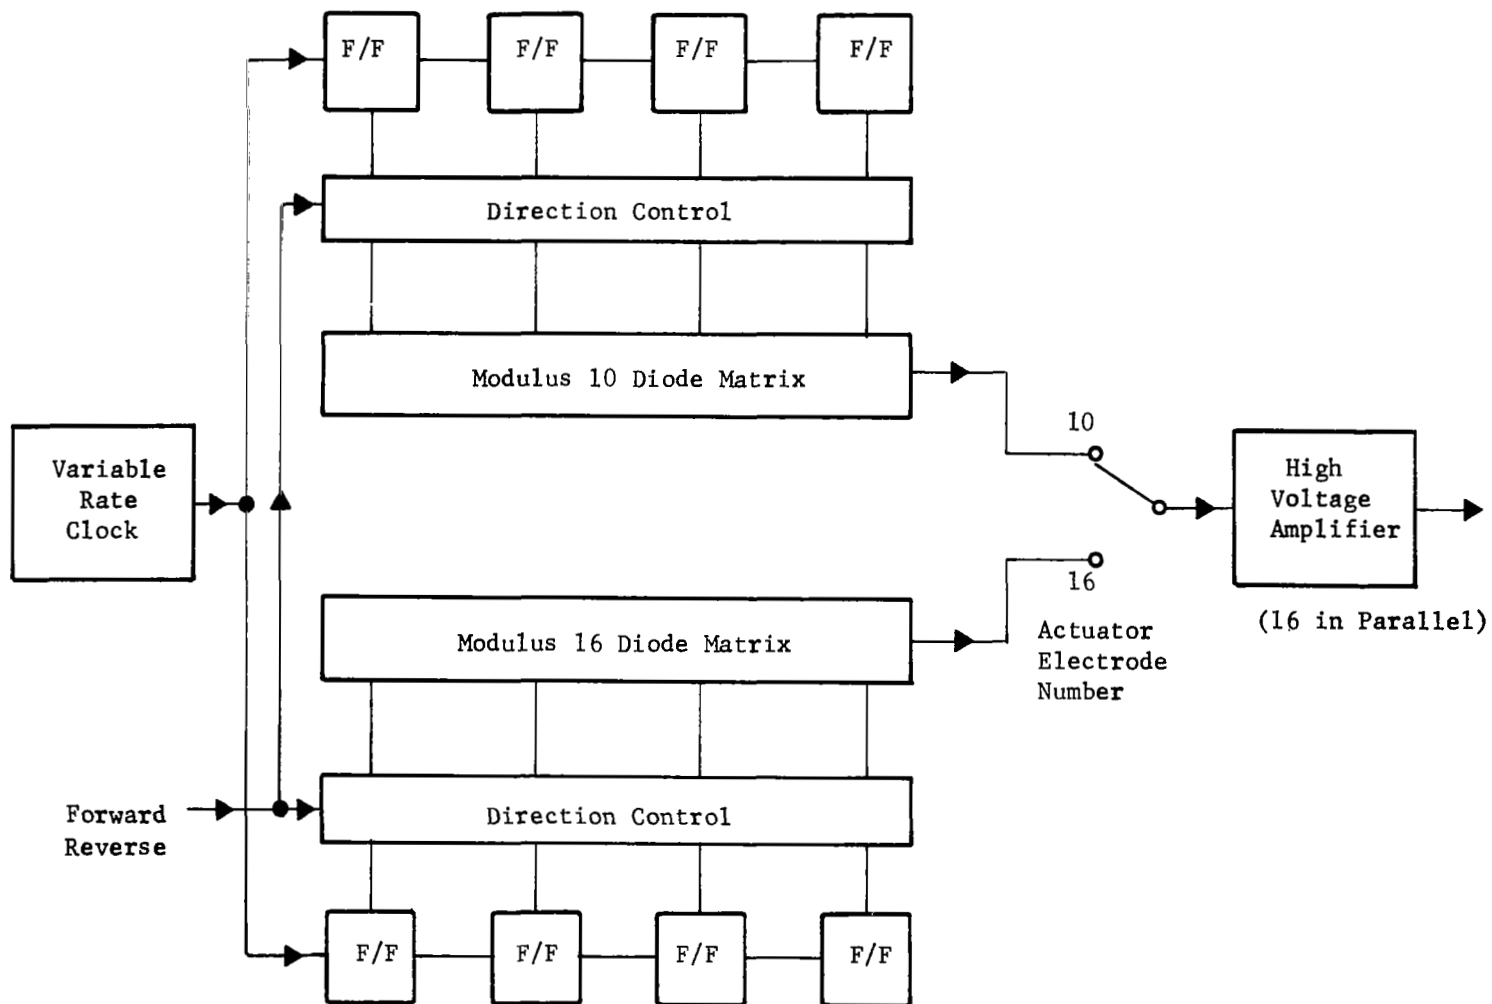 F/F F/F F/F F/F
Direction Control
Modulus 10 Diode Matrix
10
Variable
Rate
Clock
High
Voltage
Amplifier
16
(16 in Parallel)
Modulus 16 Diode Matrix
Actuator
Electrode
Number
Forward
Reverse
Direction Control
F/F F/F F/F F/F